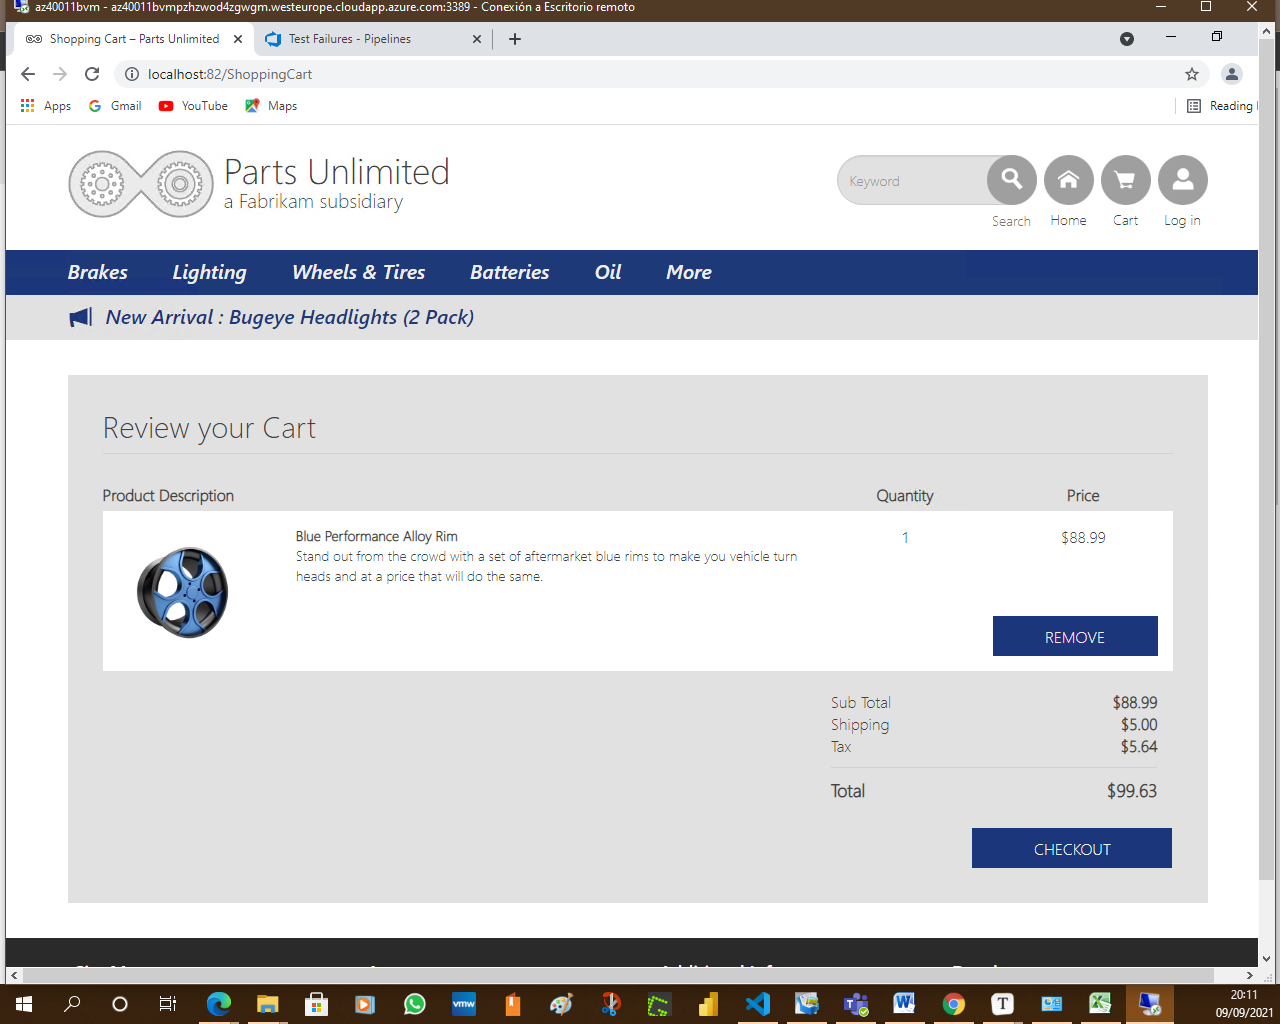 az40011bvm - az40011bvmpzhzwod4zgwgm.westeurope.cloudapp.azure.com:3389 - Conexión a Escritorio remoto
Shopping Cart – Parts Unlimited
Test Failures - Pipelines
localhost:82/ShoppingCart
Apps
Gmail
YouTube
Maps
Reading
Parts Unlimited
a Fabrikam subsidiary
Keyword
Search
Home
Cart
Log in
Brakes
Lighting
Wheels & Tires
Batteries
Oil
More
New Arrival : Bugeye Headlights (2 Pack)
Review your Cart
Product Description
Quantity
Price
Blue Performance Alloy Rim
1
$88.99
Stand out from the crowd with a set of aftermarket blue rims to make you vehicle turn
heads and at a price that will do the same.
REMOVE
Sub Total
$88.99
Shipping
$5.00
Tax
$5.64
Total
$99.63
CHECKOUT
vmw
T
20:11
09/09/2021